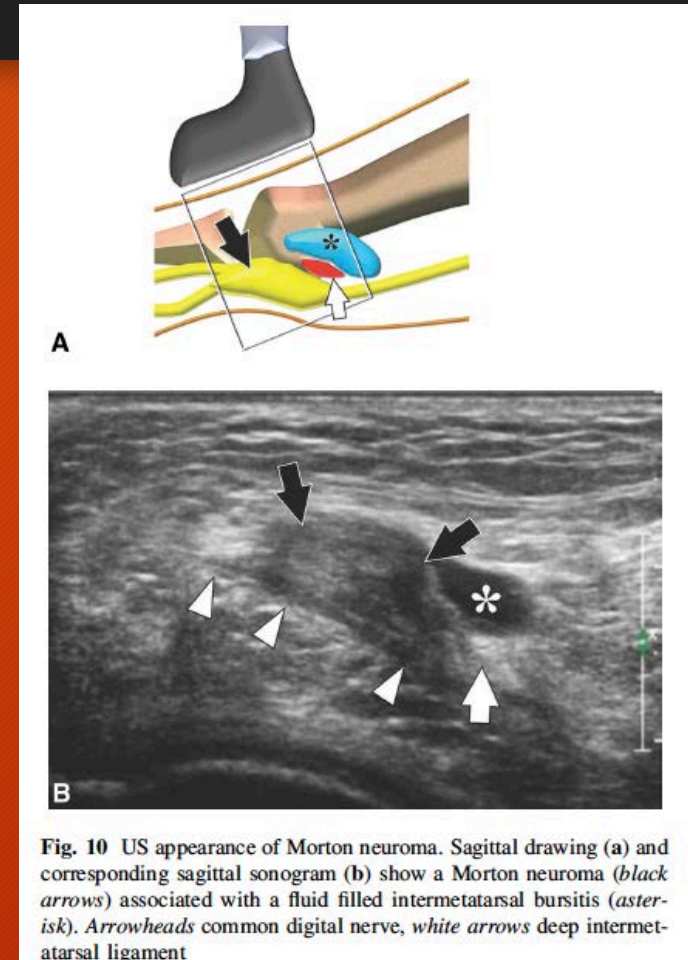 A
B
Fig. 10 US appearance of Morton neuroma. Sagittal drawing (a) and
corresponding sagittal sonogram (b) show a Morton neuroma (black
arrows) associated with a fluid filled intermetatarsal bursitis (aster-
isk). Arrowheads common digital nerve, white arrows deep intermet-
atarsal ligament